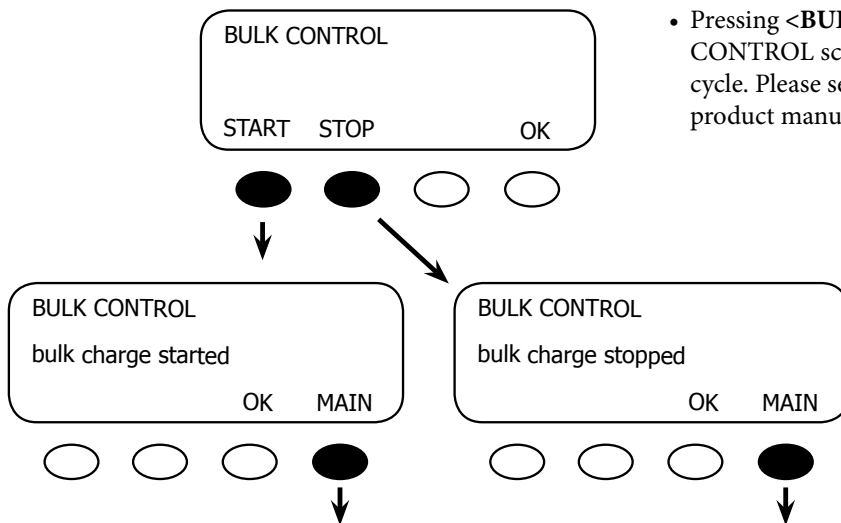 BULK CONTROL
START STOP OK
• Pressing
CONTROL
cycle. Please
product
BULK CONTROL
bulk charge started
OK MAIN
BULK CONTROL
bulk charge stopped
OK MAIN